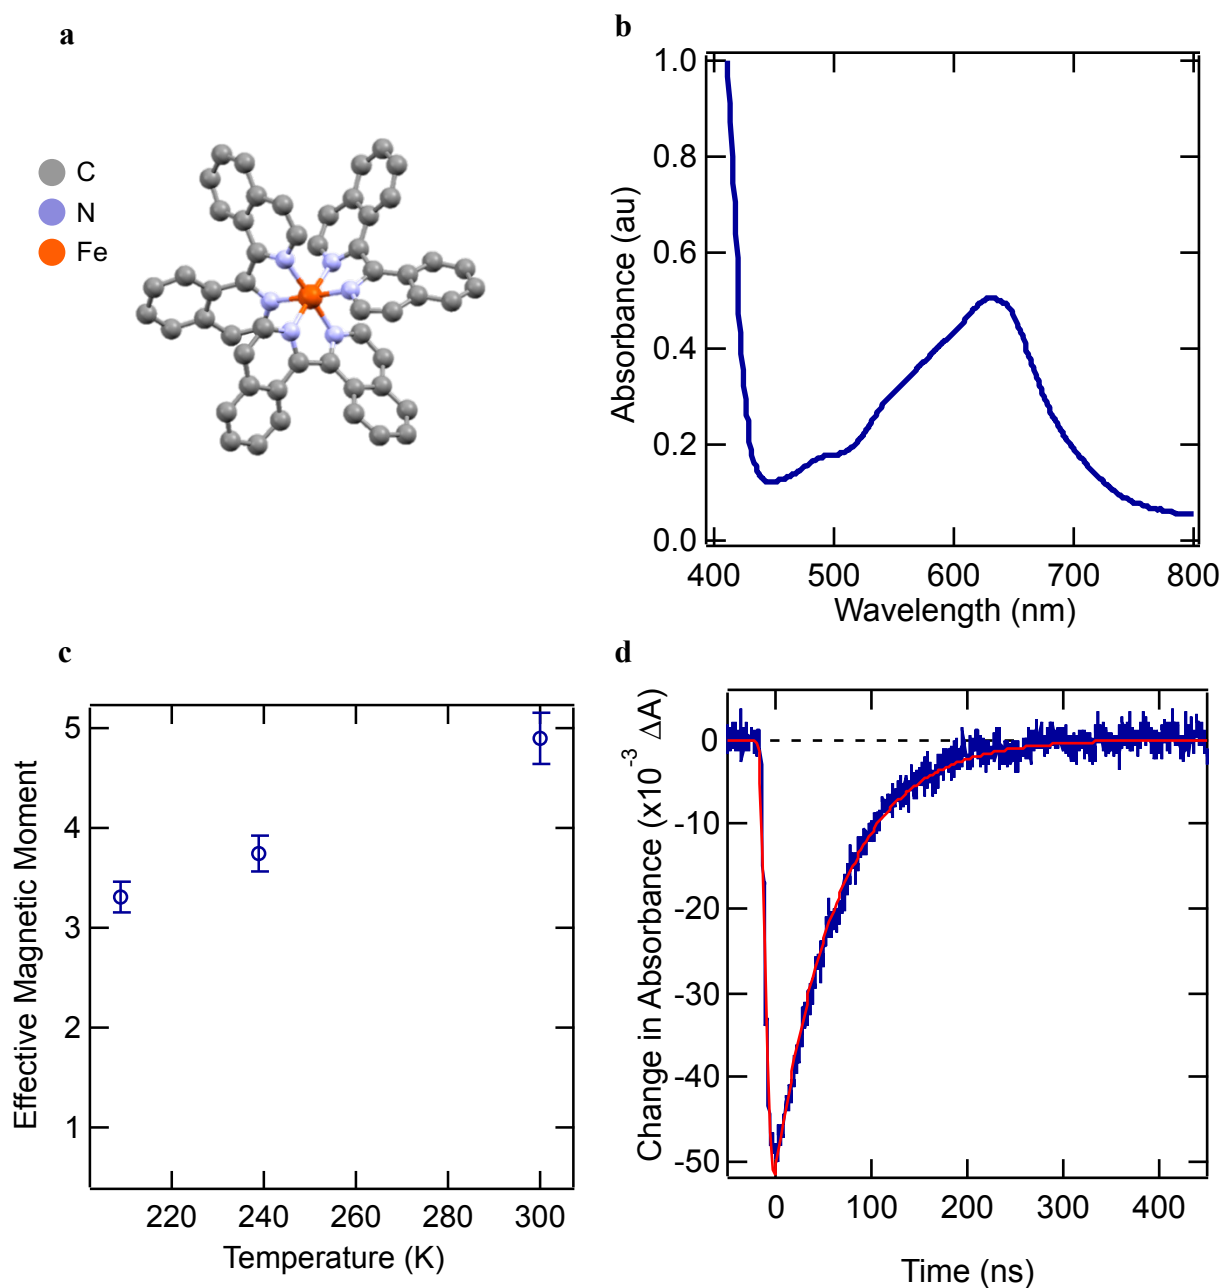 a
C
N
Fe
b
Absorbance (au)
1.0
0.8
0.6
0.4
0.2
0.0
400 500 600 700 800
Wavelength (nm)
c
Effective Magnetic Moment
5
4
3
2
1
220 240 260 280 300
Temperature (K)
d
Change in Absorbance (x10⁻³ ΔA)
0
-10
-20
-30
-40
-50
0 100 200 300 400
Time (ns)